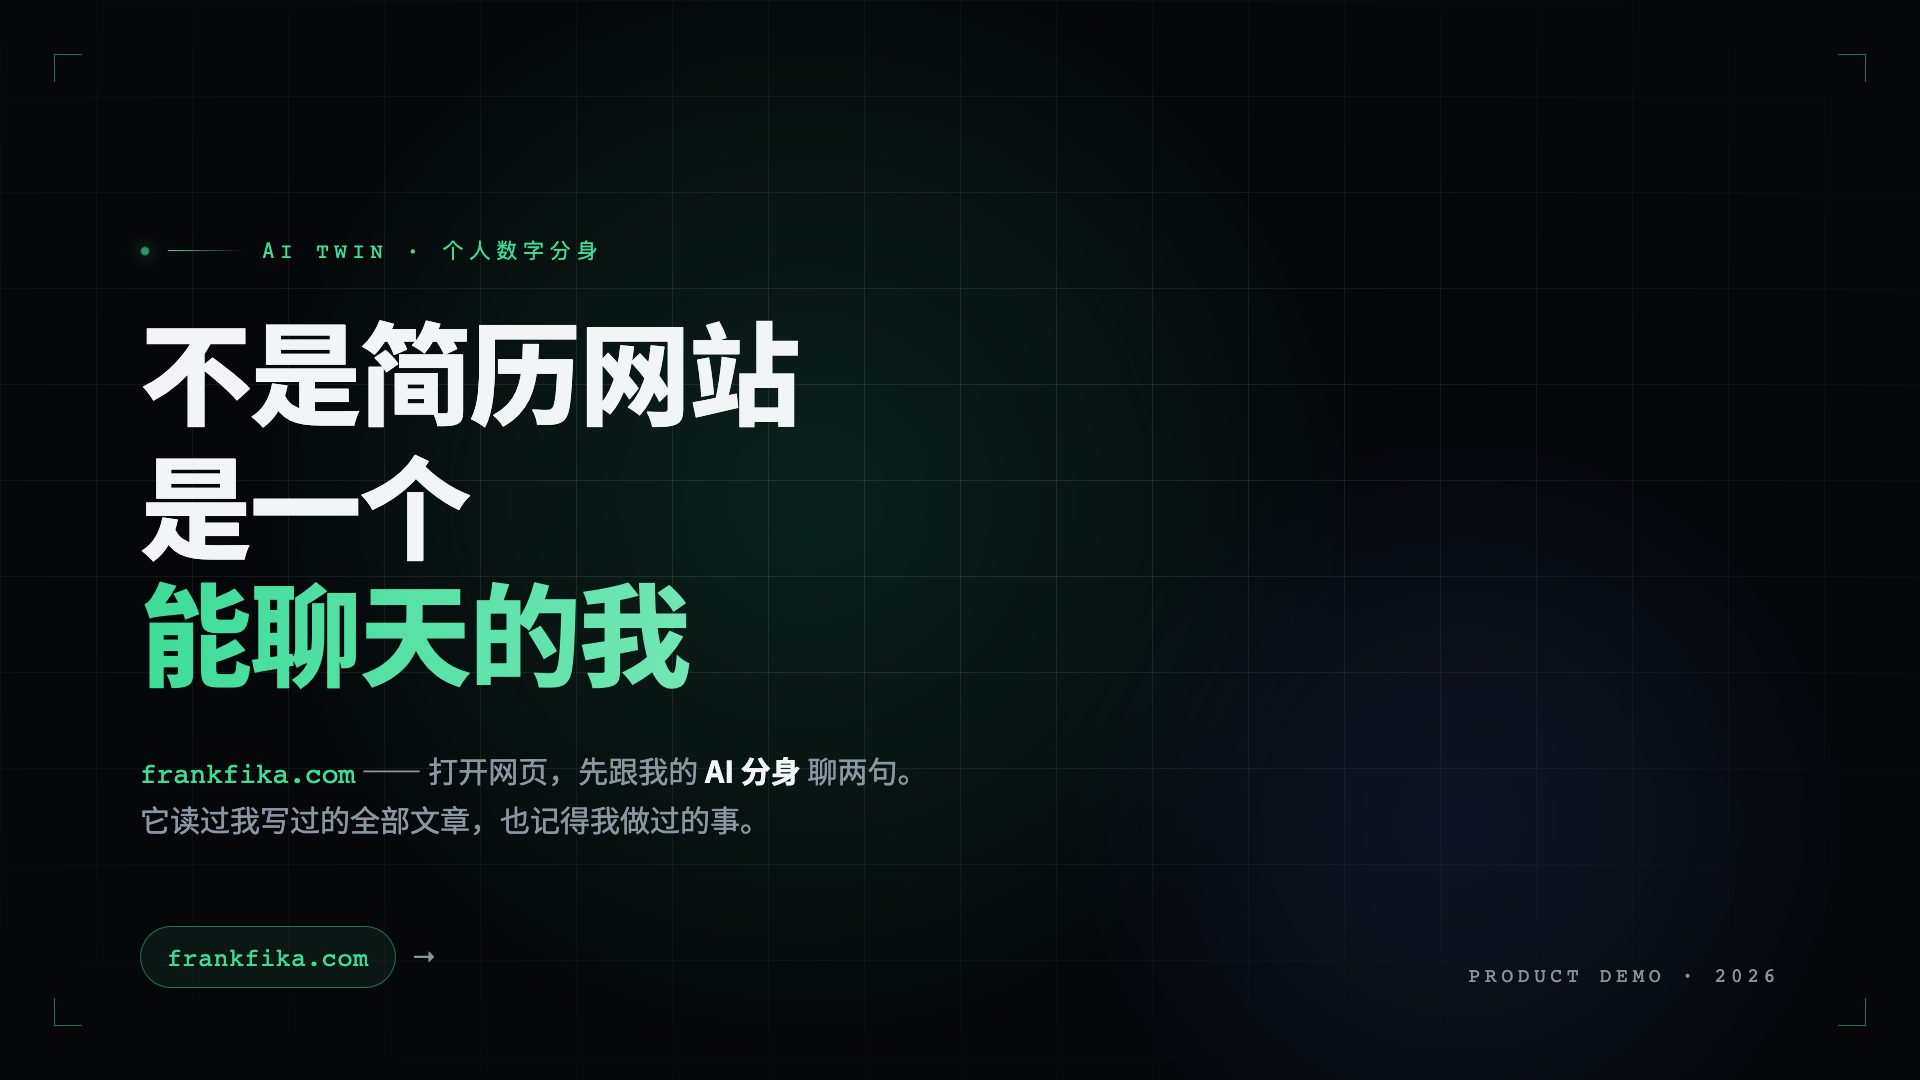 AI TWIN · 个人数字分身
不是简历网站
是一个
能聊天的我
frankfika.com —— 打开网页，先跟我的 AI 分身 聊两句。
它读过我写过的全部文章，也记得我做过的事。
frankfika.com →
PRODUCT DEMO · 2026